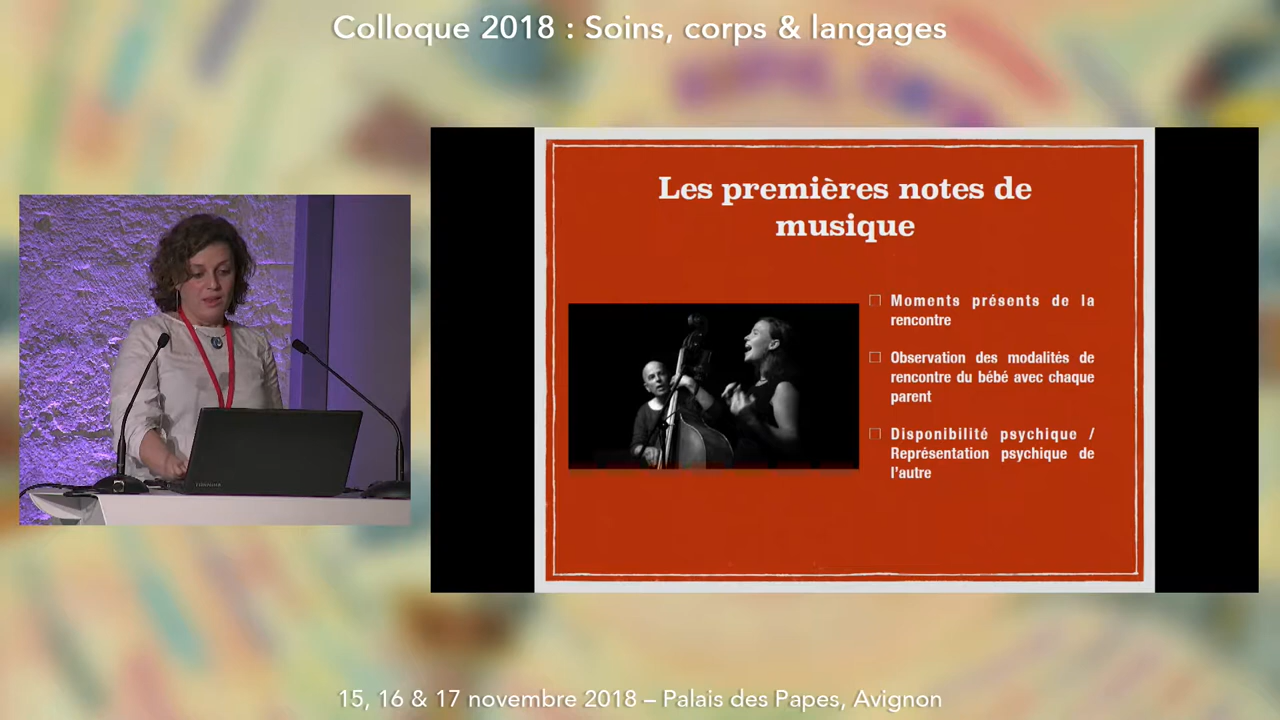 Colloque 2018 : Soins, corps & langages
Les premières notes de
musique
Moments présents de la
rencontre
Observation des modalités de
rencontre du bébé avec chaque
parent
Disponibilité psychique /
Représentation psychique de
l'autre
15, 16 & 17 novembre 2018 – Palais des Papes, Avignon